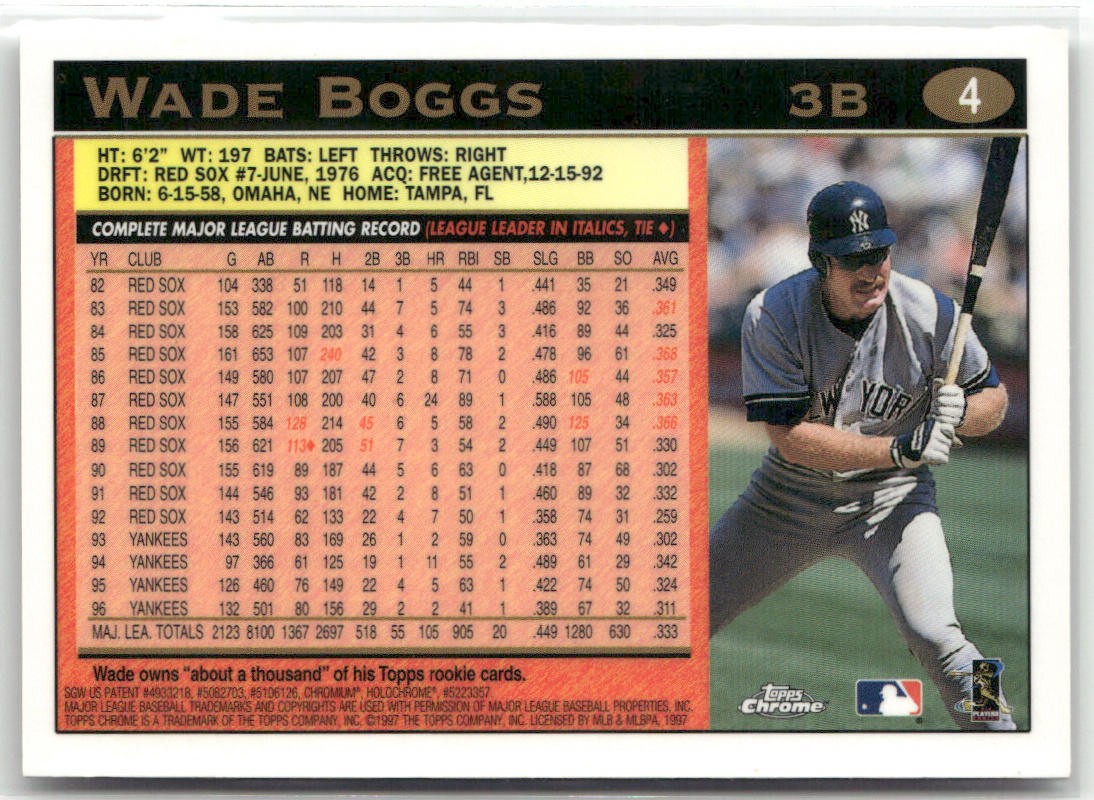 WADE BOGGS 3B 4
HT: 6'2" WT: 197 BATS: LEFT THROWS: RIGHT
DRFT: RED SOX #7-JUNE, 1976 ACQ: FREE AGENT,12-15-92
BORN: 6-15-58, OMAHA, NE HOME: TAMPA, FL
COMPLETE MAJOR LEAGUE BATTING RECORD (LEAGUE LEADER IN ITALICS, TIE ♦)
YR CLUB G AB R H 2B 3B HR RBI SB SLG BB SO AVG
82 RED SOX 104 338 51 118 14 1 5 44 1 .441 35 21 .349
83 RED SOX 153 582 100 210 44 7 5 74 3 .486 92 36 .361
84 RED SOX 158 625 109 203 31 4 6 55 3 .416 89 44 .325
85 RED SOX 161 653 107 240 42 3 8 78 2 .478 96 61 .368
86 RED SOX 149 580 107 207 47 2 8 71 0 .486 105 44 .357
87 RED SOX 147 551 108 200 40 6 24 89 1 .588 105 48 .363
88 RED SOX 155 584 128 214 45 6 5 58 2 .490 125 34 .366
89 RED SOX 156 621 113♦ 205 51 7 3 54 2 .449 107 51 .330
90 RED SOX 155 619 89 187 44 5 6 63 0 .418 87 68 .302
91 RED SOX 144 546 93 181 42 2 8 51 1 .460 89 32 .332
92 RED SOX 143 514 62 133 22 4 7 50 1 .358 74 31 .259
93 YANKEES 143 560 83 169 26 1 2 59 0 .363 74 49 .302
94 YANKEES 97 366 61 125 19 1 11 55 2 .489 61 29 .342
95 YANKEES 126 460 76 149 22 4 5 63 1 .422 74 50 .324
96 YANKEES 132 501 80 156 29 2 2 41 1 .389 67 32 .311
MAJ. LEA. TOTALS 2123 8100 1367 2697 518 55 105 905 20 .449 1280 630 .333
Wade owns "about a thousand" of his Topps rookie cards.
SGW US PATENT #4933218, #5082703, #5106126, CHROMIUM®, HOLOCHROME®, #5223357.
MAJOR LEAGUE BASEBALL TRADEMARKS AND COPYRIGHTS ARE USED WITH PERMISSION OF MAJOR LEAGUE BASEBALL PROPERTIES, INC.
TOPPS CHROME IS A TRADEMARK OF THE TOPPS COMPANY, INC. ©1997 THE TOPPS COMPANY, INC. LICENSED BY MLB & MLBPA, 1997
NY
NEW YORK
Topps
Chrome™
PLAYERS